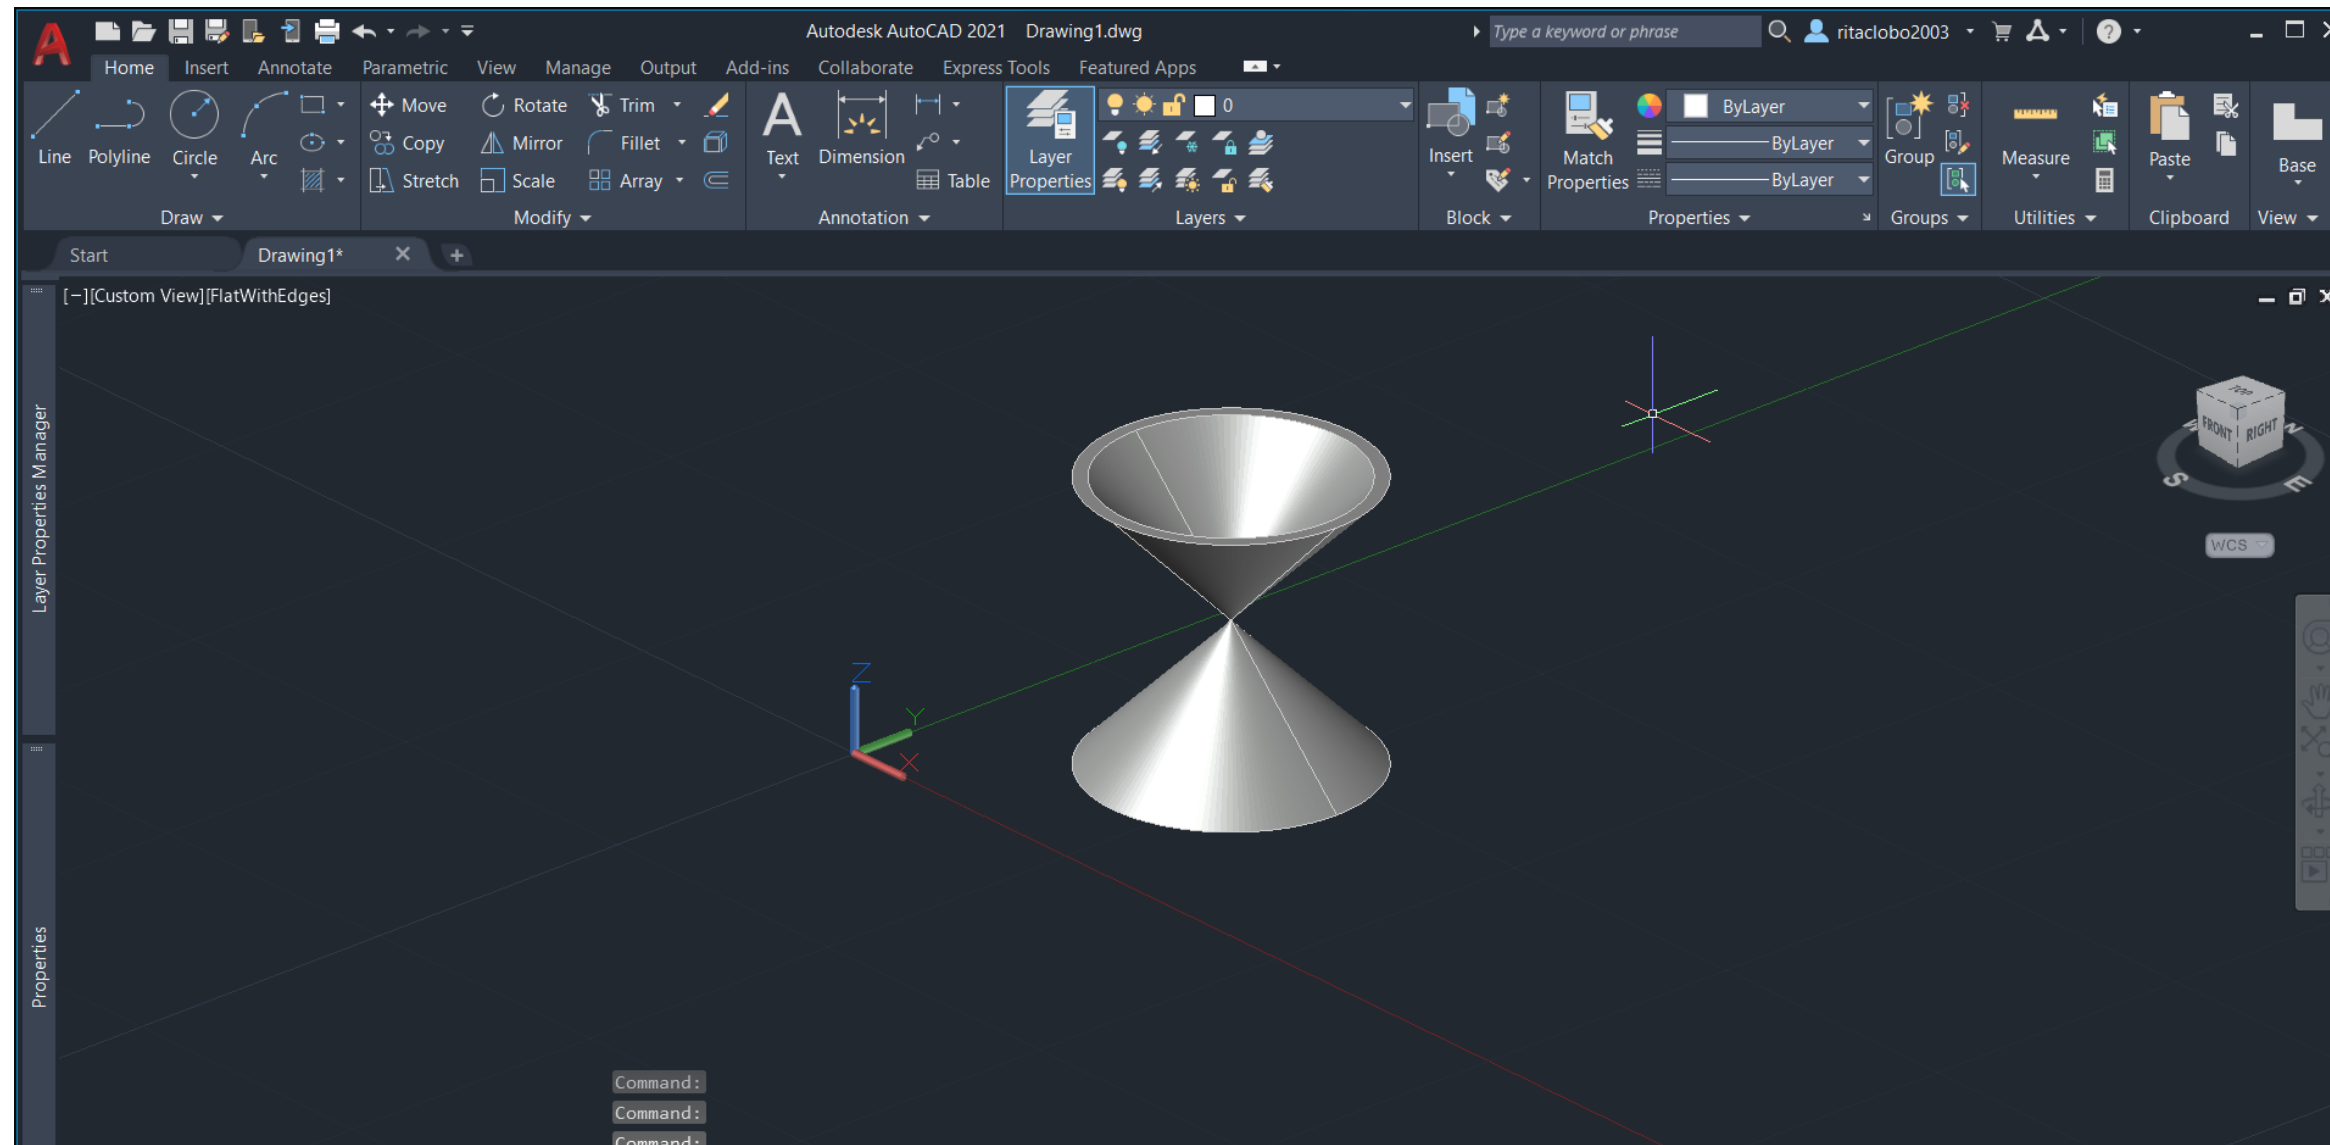 Autodesk AutoCAD 2021 Drawing1.dwg Type a keyword or phrase ritaclobo2003
Home Insert Annotate Parametric View Manage Output Add-ins Collaborate Express Tools Featured Apps
Move Rotate Trim 0 ByLayer
Copy Mirror Fillet ByLayer
Line Polyline Circle Arc Text Dimension Layer Properties Insert Match Properties Group Measure Paste Base
Stretch Scale Array Table ByLayer
Draw Modify Annotation Layers Block Properties Groups Utilities Clipboard View
Start Drawing1*
[−][Custom View][FlatWithEdges]
TOP
FRONT RIGHT
W N
S E
WCS
Layer Properties Manager
Z
Y
X
Properties
Command:
Command:
Command: